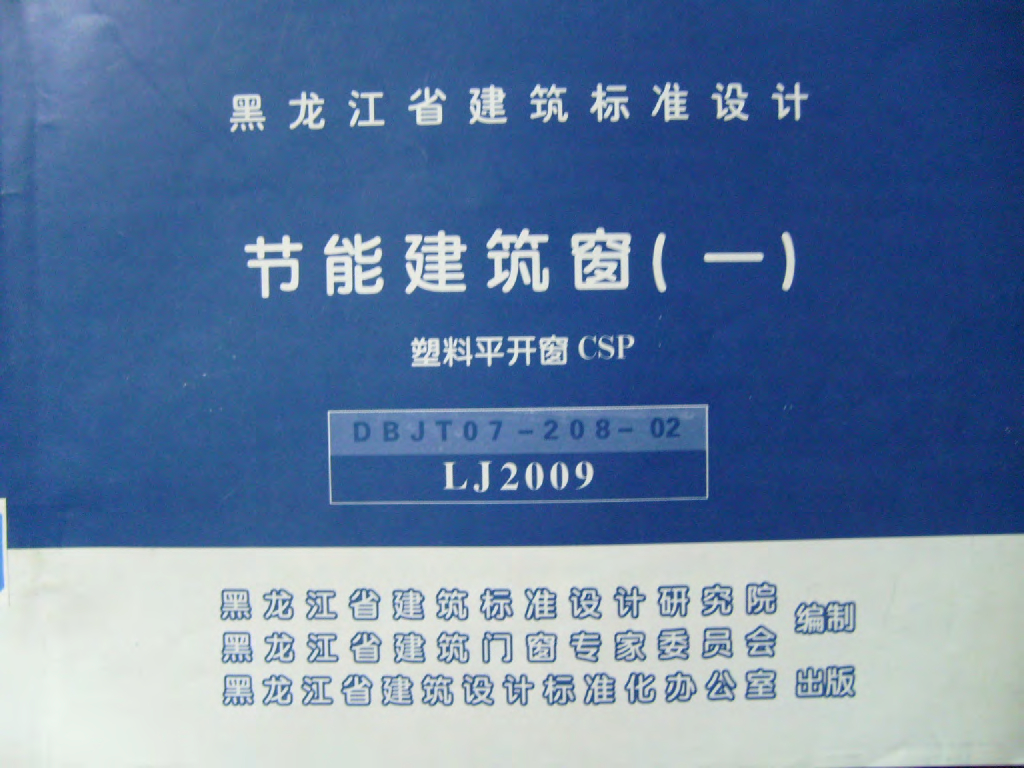 黑龙江省建筑标准设计
节能建筑窗(一)
塑料平开窗 CSP
DBJT07-208-02
LJ2009
黑龙江省建筑标准设计研究院
黑龙江省建筑门窗专家委员会 编制
黑龙江省建筑设计标准化办公室 出版